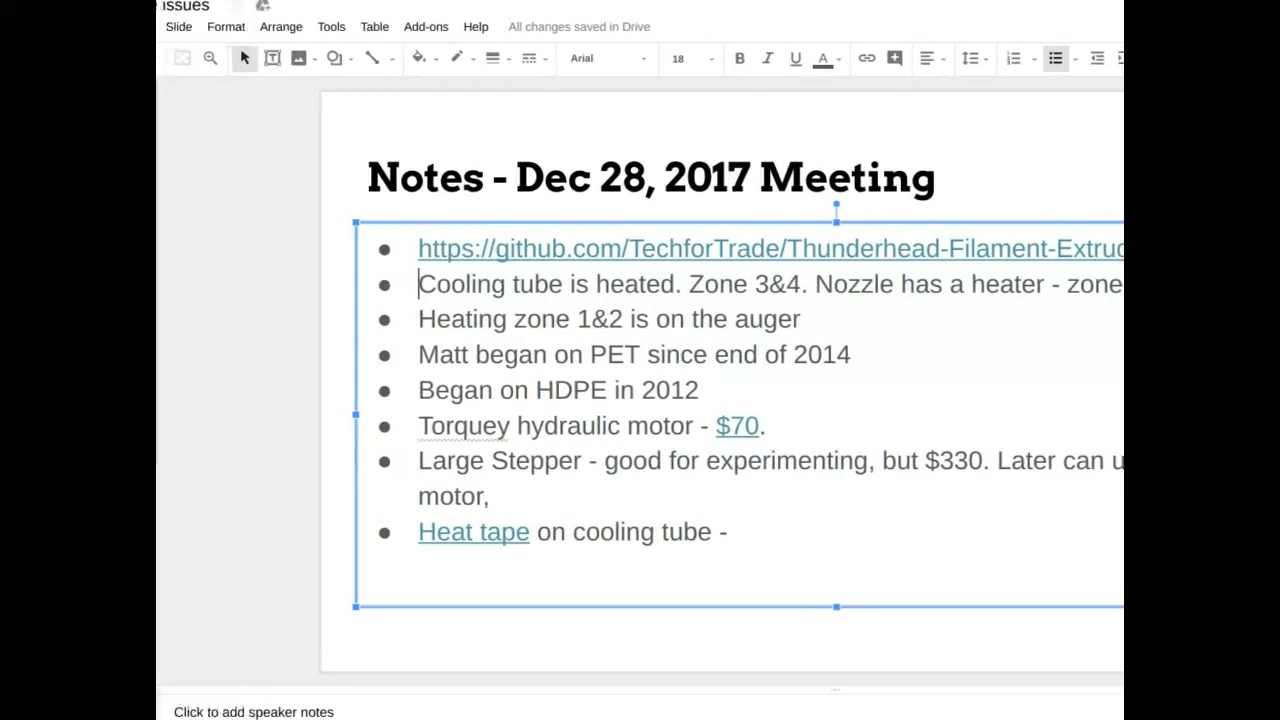 issues
Slide Format Arrange Tools Table Add-ons Help All changes saved in Drive
Arial 18 B I U A
Notes - Dec 28, 2017 Meeting
https://github.com/TechforTrade/Thunderhead-Filament-Extruc
Cooling tube is heated. Zone 3&4. Nozzle has a heater - zone
Heating zone 1&2 is on the auger
Matt began on PET since end of 2014
Began on HDPE in 2012
Torquey hydraulic motor - $70.
Large Stepper - good for experimenting, but $330. Later can u
motor,
Heat tape on cooling tube -
Click to add speaker notes